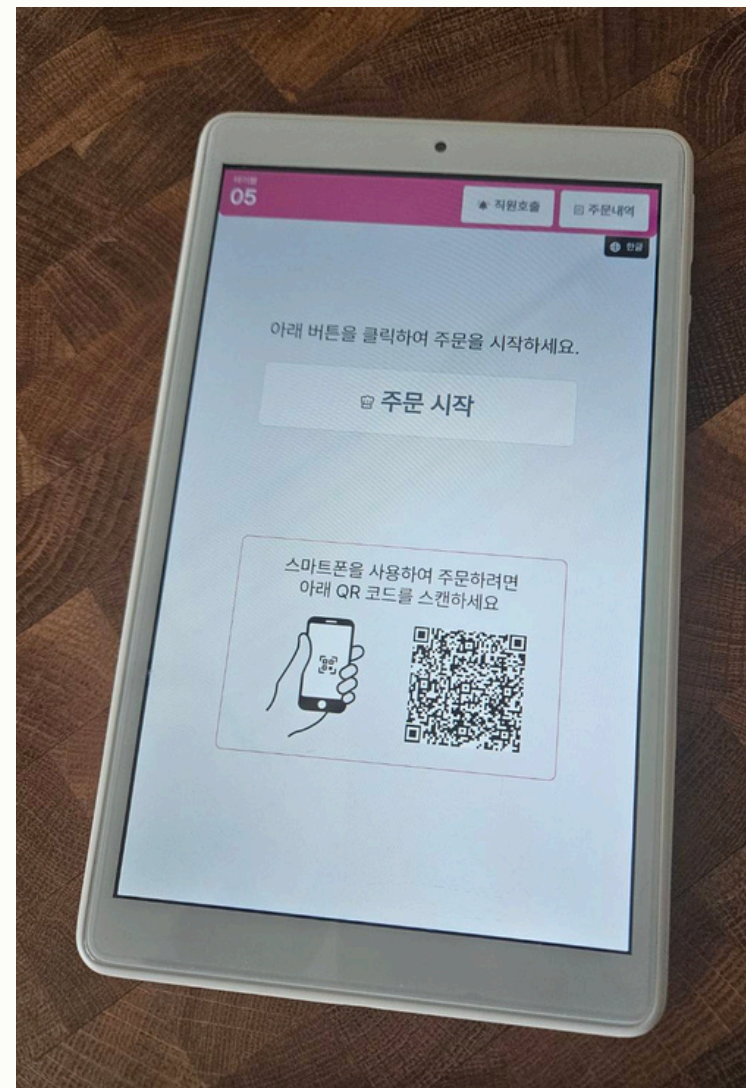 테이블
05
직원호출
주문내역
한글
아래 버튼을 클릭하여 주문을 시작하세요.
주문 시작
스마트폰을 사용하여 주문하려면
아래 QR 코드를 스캔하세요